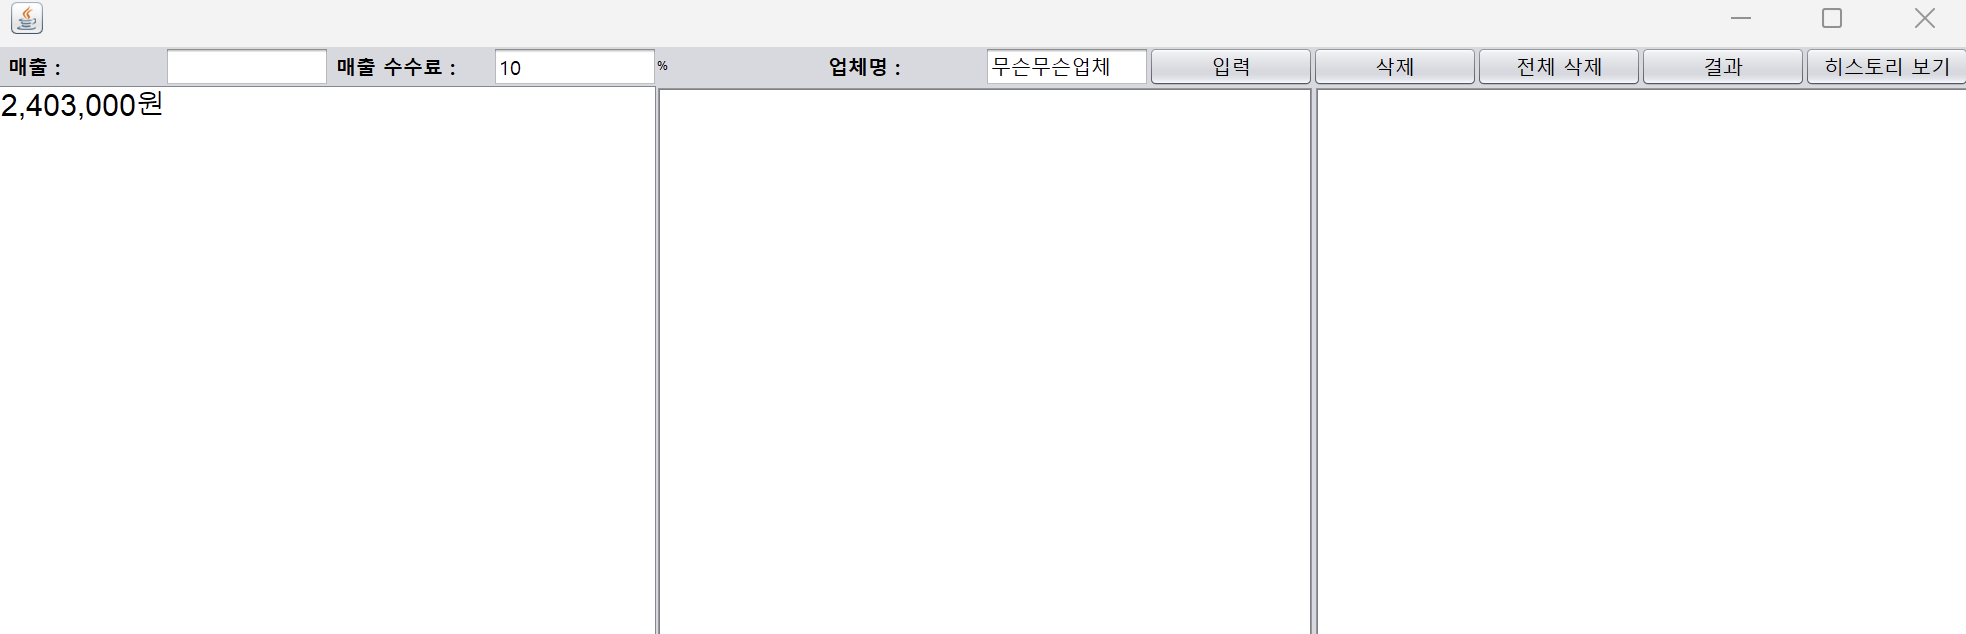 매출 : 매출 수수료 : 10 % 업체명 : 무슨무슨업체 입력 삭제 전체 삭제 결과 히스토리 보기
2,403,000원